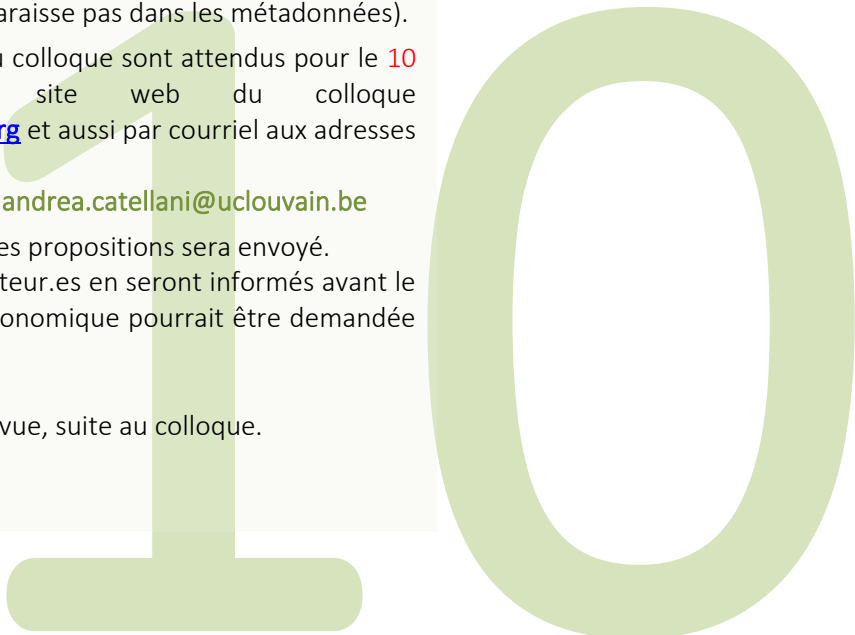 paraisse pas dans les métadonnées).
u colloque sont attendus pour le 10
site web du colloque
rg et aussi par courriel aux adresses
andrea.catellani@uclouvain.be
es propositions sera envoyé.
teur.es en seront informés avant le
onomique pourrait être demandée
vue, suite au colloque.
10